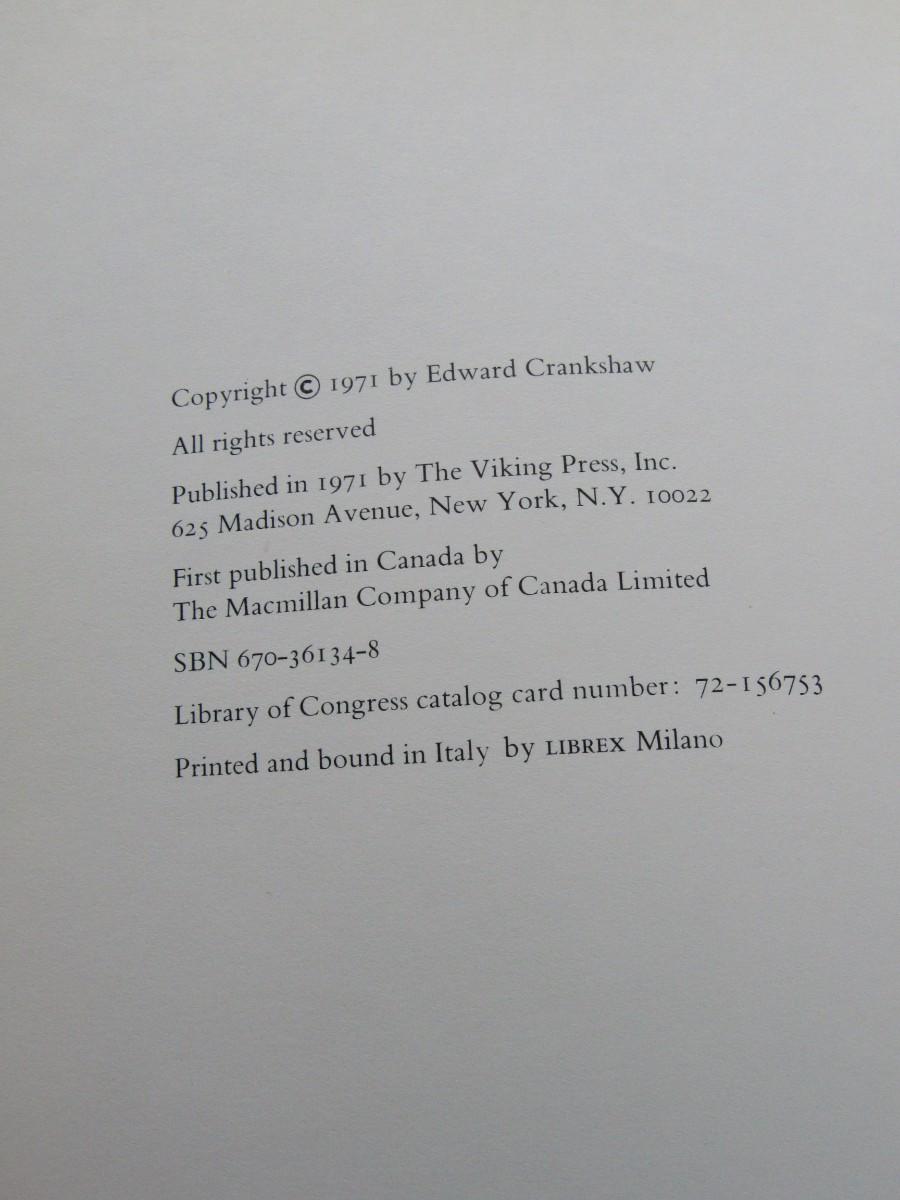 Copyright © 1971 by Edward Crankshaw
All rights reserved
Published in 1971 by The Viking Press, Inc.
625 Madison Avenue, New York, N.Y. 10022
First published in Canada by
The Macmillan Company of Canada Limited
SBN 670-36134-8
Library of Congress catalog card number: 72-156753
Printed and bound in Italy by LIBREX Milano